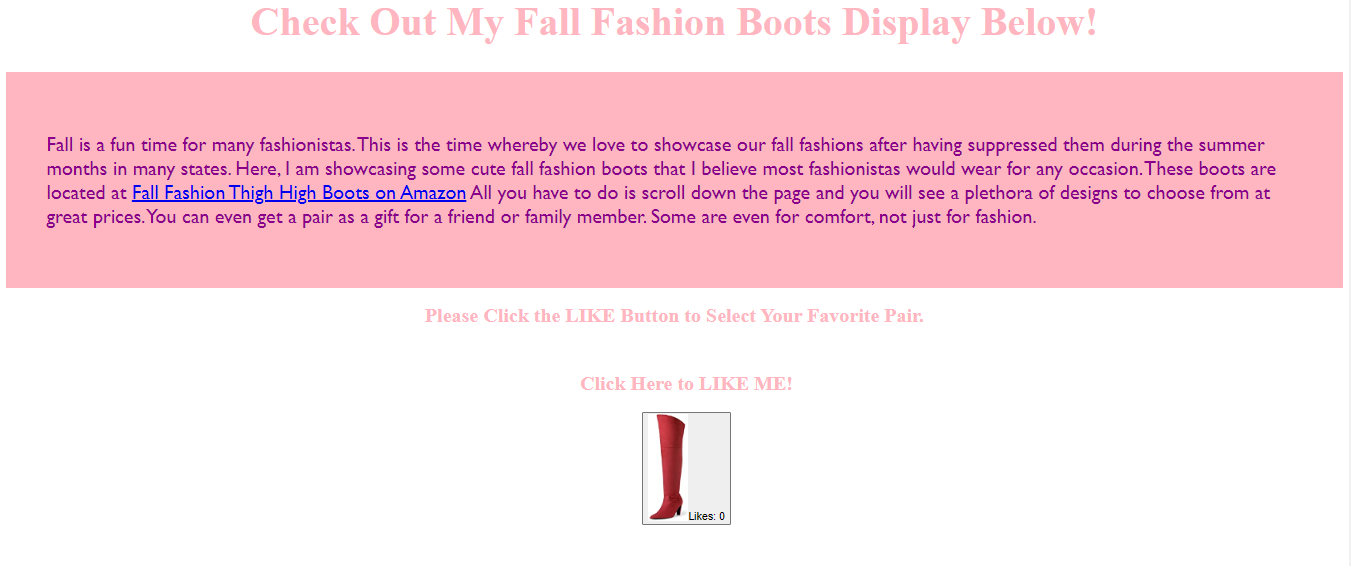 Check Out My Fall Fashion Boots Display Below!
Fall is a fun time for many fashionistas. This is the time whereby we love to showcase our fall fashions after having suppressed them during the summer
months in many states. Here, I am showcasing some cute fall fashion boots that I believe most fashionistas would wear for any occasion. These boots are
located at Fall Fashion Thigh High Boots on Amazon All you have to do is scroll down the page and you will see a plethora of designs to choose from at
great prices. You can even get a pair as a gift for a friend or family member. Some are even for comfort, not just for fashion.
Please Click the LIKE Button to Select Your Favorite Pair.
Click Here to LIKE ME!
Likes: 0